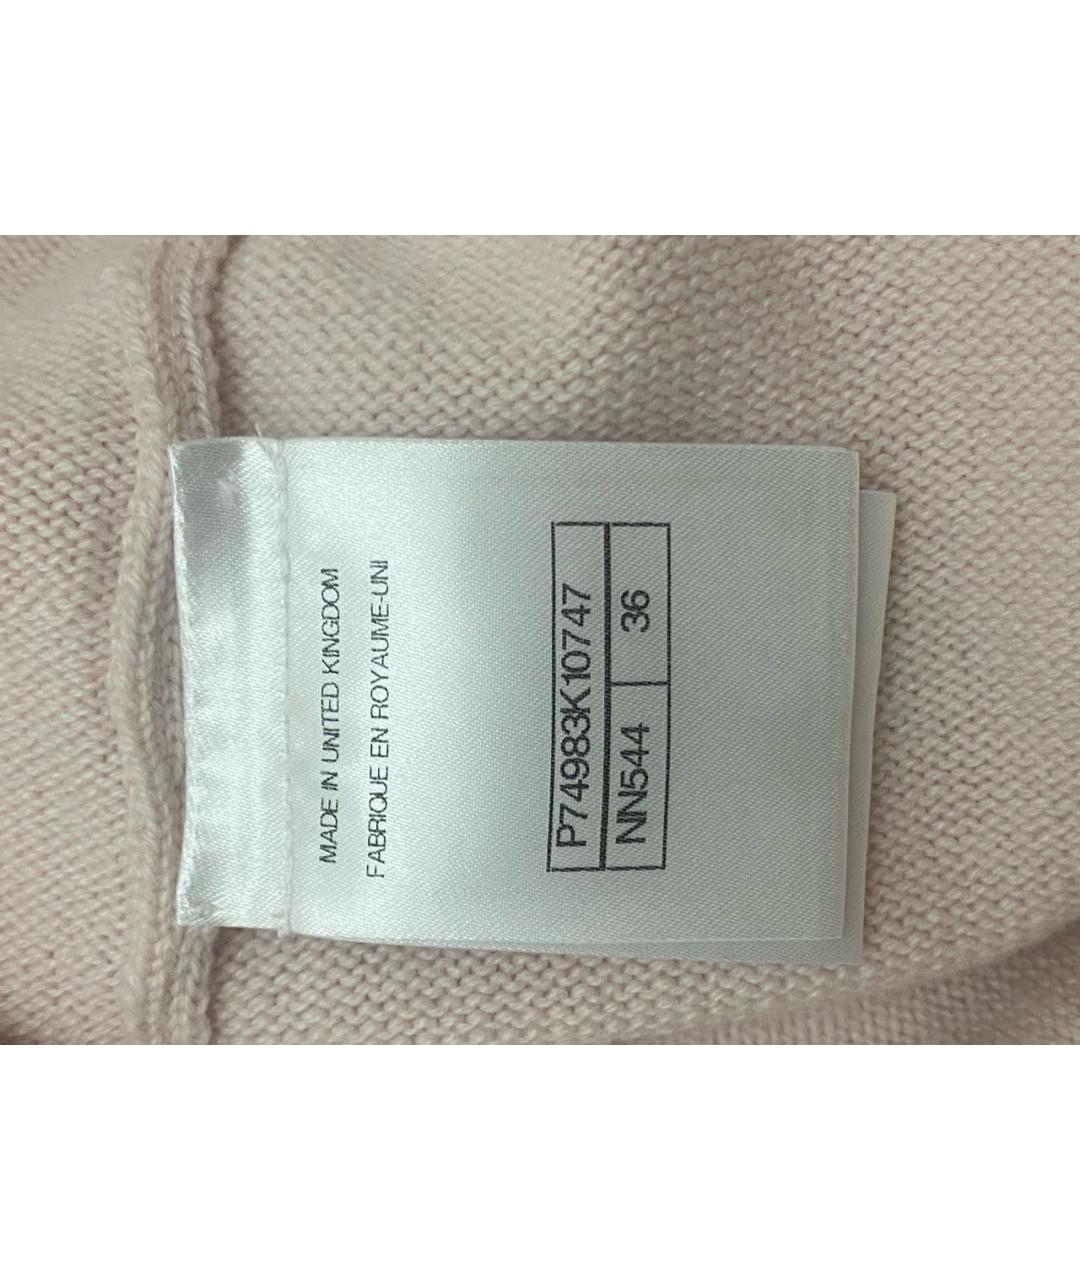 MADE IN UNITED KINGDOM
FABRIQUE EN ROYAUME-UNI
P74983K10747
NN544 36